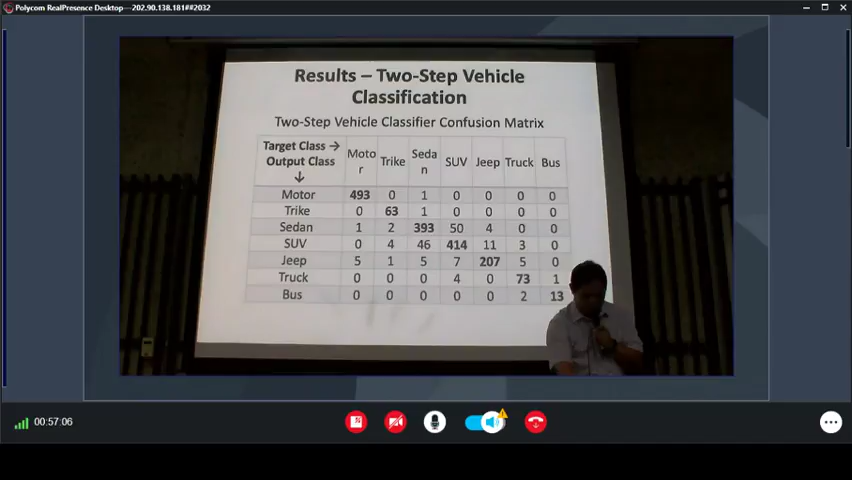 Polycom RealPresence Desktop---202.90.138.181##2032
Results – Two-Step Vehicle
Classification
Two-Step Vehicle Classifier Confusion Matrix
Target Class → Moto Trike Seda SUV Jeep Truck Bus
Output Class r n
↓
Motor 493 0 1 0 0 0 0
Trike 0 63 1 0 0 0 0
Sedan 1 2 393 50 4 0 0
SUV 0 4 46 414 11 3 0
Jeep 5 1 5 7 207 5 0
Truck 0 0 0 4 0 73 1
Bus 0 0 0 0 0 2 13
00:57:06